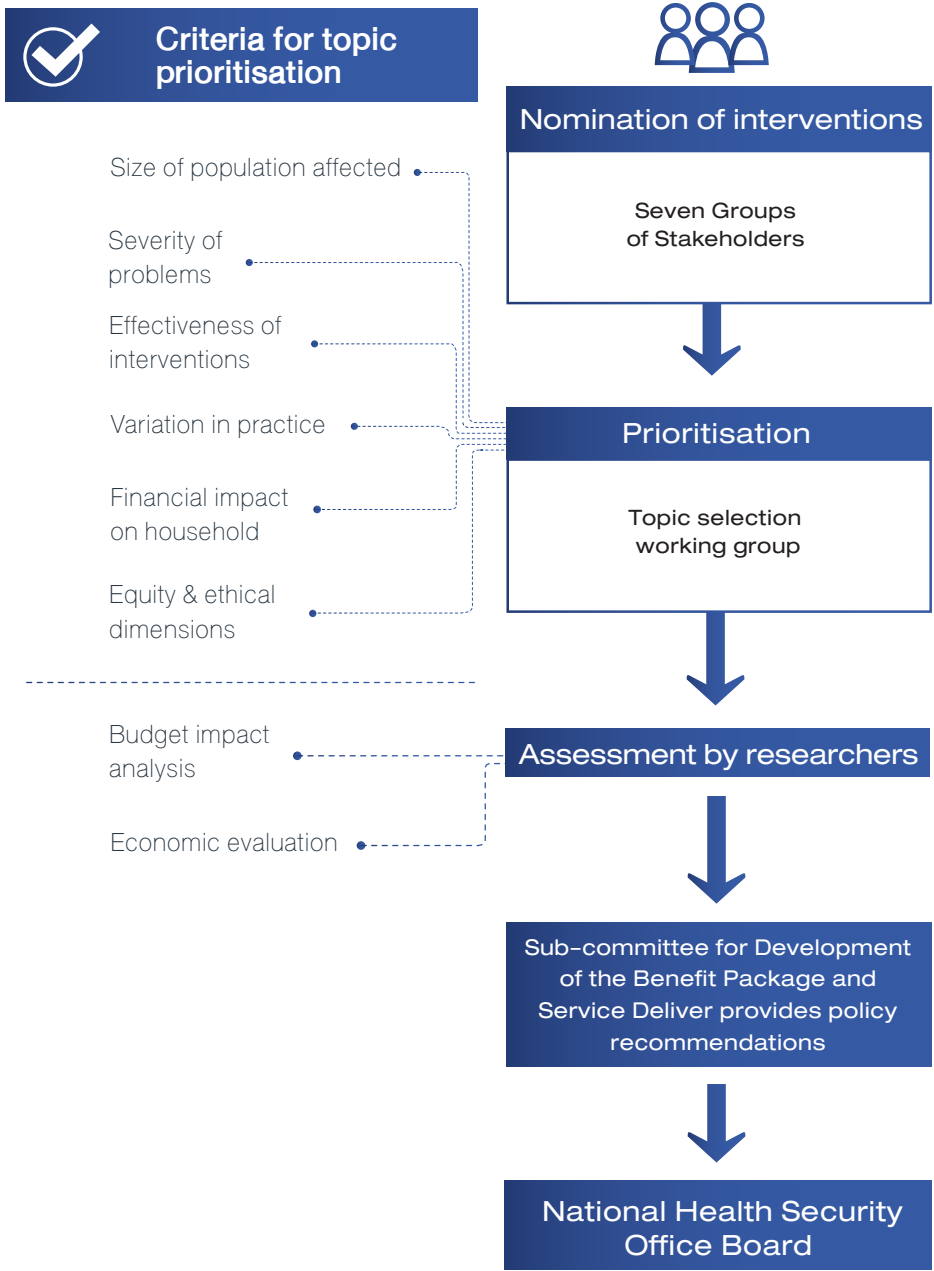 Criteria for topic
prioritisation
Size of population affected
Severity of
problems
Effectiveness of
interventions
Variation in practice
Financial impact
on household
Equity & ethical
dimensions
Budget impact
analysis
Economic evaluation
Nomination of interventions
Seven Groups
of Stakeholders
Prioritisation
Topic selection
working group
Assessment by researchers
Sub-committee for Development
of the Benefit Package and
Service Deliver provides policy
recommendations
National Health Security
Office Board